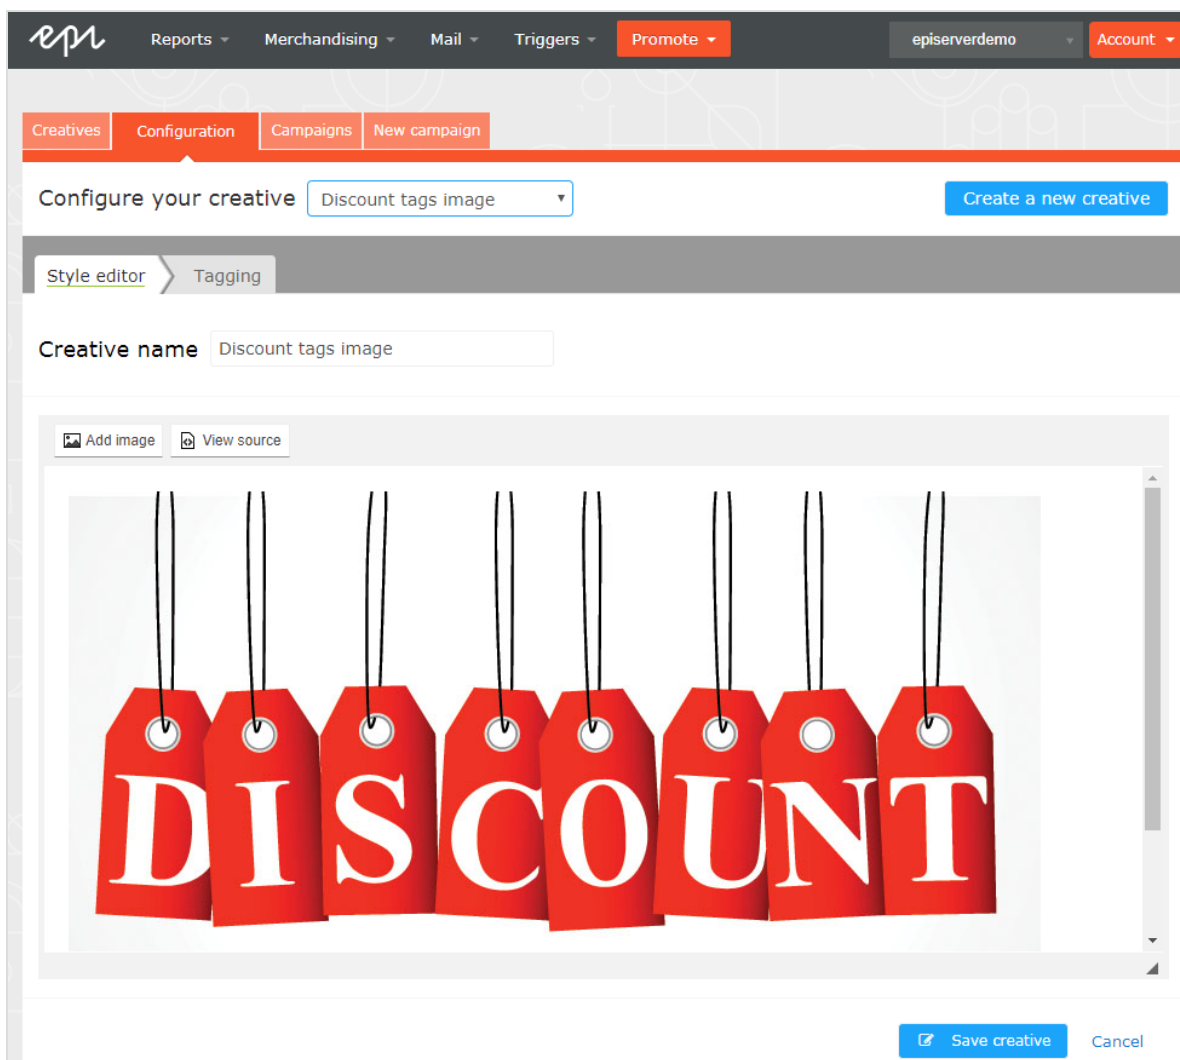 epi Reports Merchandising Mail Triggers Promote episerverdemo Account
Creatives Configuration Campaigns New campaign
Configure your creative Discount tags image Create a new creative
Style editor Tagging
Creative name Discount tags image
Add image View source
DISCOUNT
Save creative Cancel